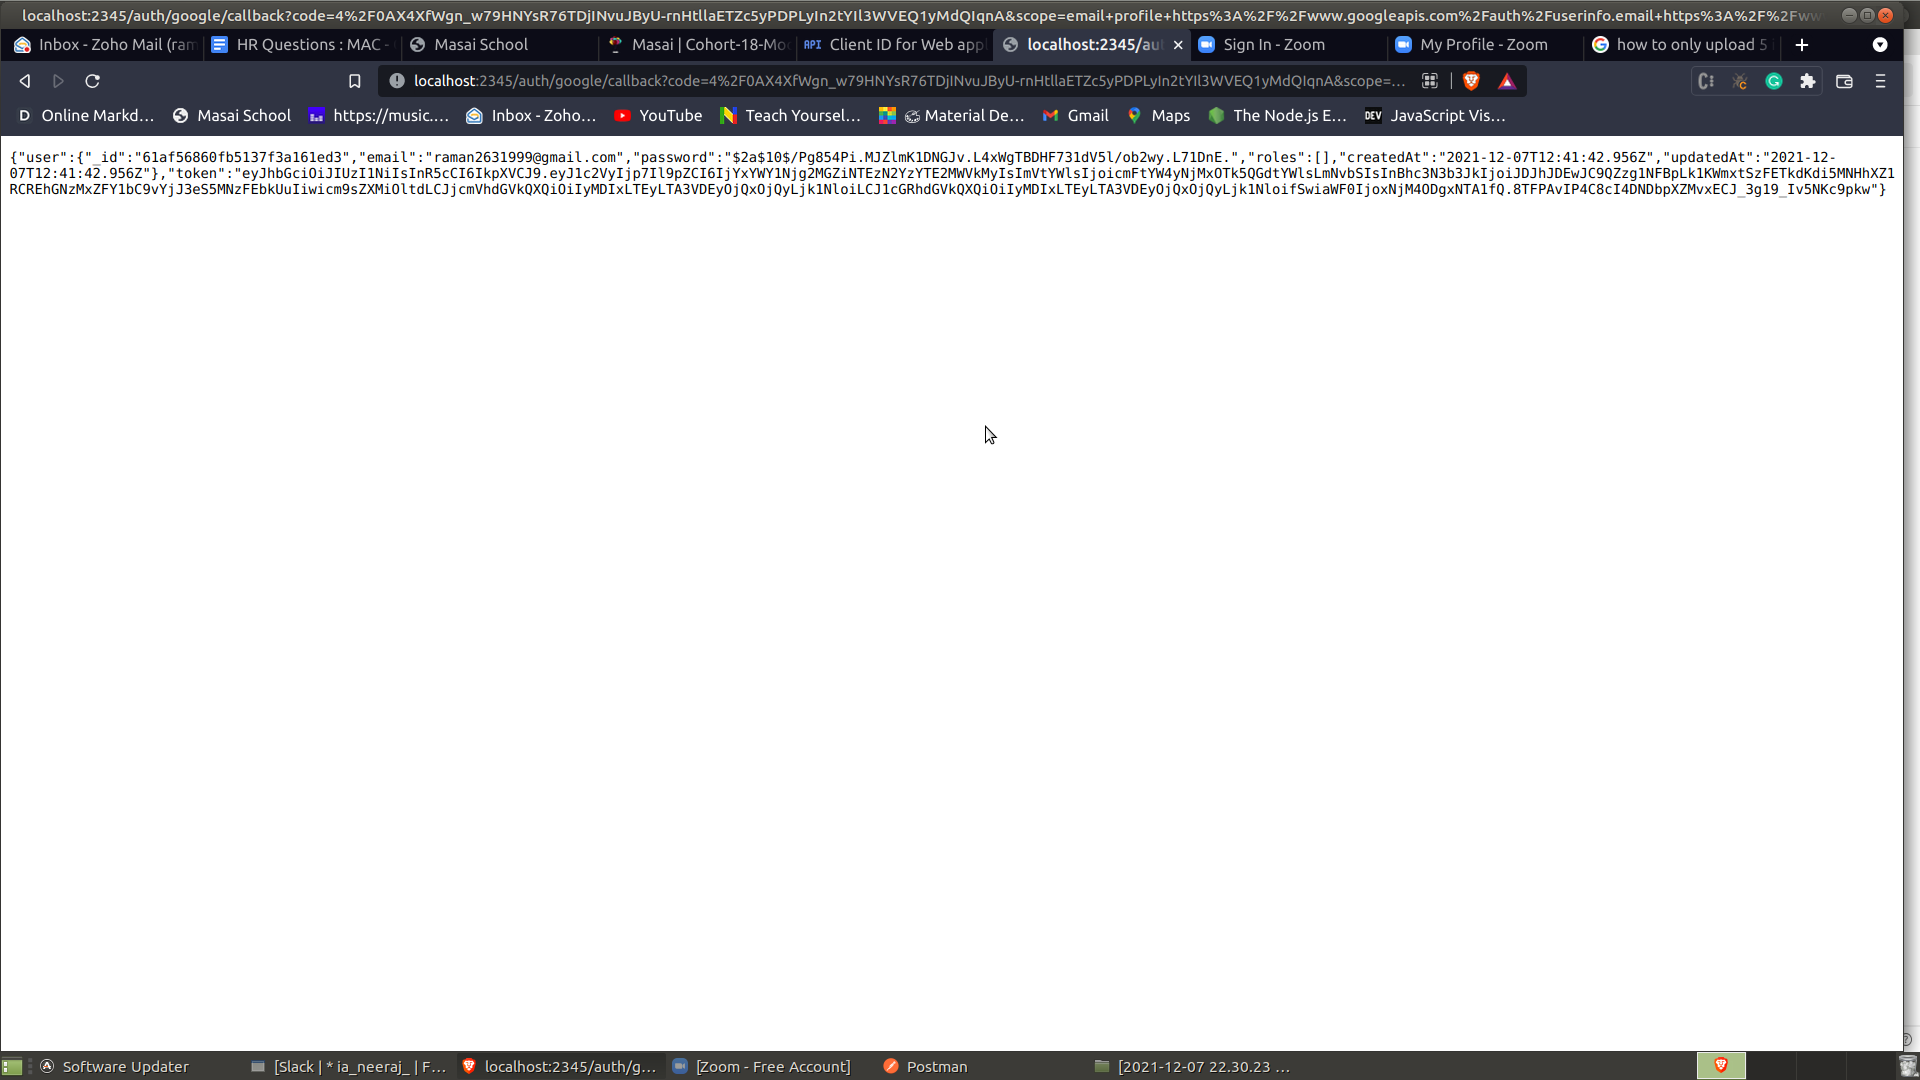 localhost:2345/auth/google/callback?code=4%2F0AX4XfWgn_w79HNYsR76TDjINvuJByU-rnHtllaETZc5yPDPLyIn2tYIl3WVEQ1yMdQIqnA&scope=email+profile+https%3A%2F%2Fwww.googleapis.com%2Fauth%2Fuserinfo.email+https%3A%2F%2Fww
Inbox - Zoho Mail (ram HR Questions : MAC - Masai School Masai | Cohort-18-Mo API Client ID for Web app localhost:2345/au Sign In - Zoom My Profile - Zoom how to only upload 5
localhost:2345/auth/google/callback?code=4%2F0AX4XfWgn_w79HNYsR76TDjINvuJByU-rnHtllaETZc5yPDPLyIn2tYIl3WVEQ1yMdQIqnA&scope=...
D Online Markd... Masai School https://music.... Inbox - Zoho... YouTube Teach Yoursel... Material De... Gmail Maps The Node.js E... DEV JavaScript Vis...
{"user":{"_id":"61af56860fb5137f3a161ed3","email":"raman2631999@gmail.com","password":"$2a$10$/Pg854Pi.MJZlmK1DNGJv.L4xWgTBDHF731dV5l/ob2wy.L71DnE.","roles":[],"createdAt":"2021-12-07T12:41:42.956Z","updatedAt":"2021-12-
07T12:41:42.956Z"},"token":"eyJhbGciOiJIUzI1NiIsInR5cCI6IkpXVCJ9.eyJ1c2VyIjp7Il9pZCI6IjYxYWY1Njg2MGZiNTEzN2YzYTE2MWVkMyIsImVtYWlsIjoicmFtYW4yNjMxOTk5QGdtYWlsLmNvbSIsInBhc3N3b3JkIjoiJDJhJDEwJC9QZzg1NFBpLk1KWmxtSzFETkdKdi5MNHhXZ1
RCREhGNzMxZFY1bC9vYjJ3eS5MNzFEbkUuIiwicm9sZXMiOltdLCJjcmVhdGVkQXQiOiIyMDIxLTEyLTA3VDEyOjQxOjQyLjk1NloiLCJ1cGRhdGVkQXQiOiIyMDIxLTEyLTA3VDEyOjQxOjQyLjk1NloifSwiaWF0IjoxNjM4ODgxNTA1fQ.8TFPAvIP4C8cI4DNDbpXZMvxECJ_3g19_Iv5NKc9pkw"}
Software Updater [Slack | * ia_neeraj_ | F... localhost:2345/auth/g... [Zoom - Free Account] Postman [2021-12-07 22.30.23 ...